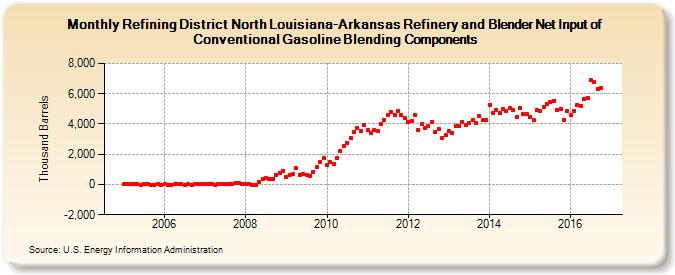 Monthly Refining District North Louisiana-Arkansas Refinery and Blender Net Input of
Conventional Gasoline Blending Components
Thousand Barrels
8,000
6,000
4,000
2,000
0
-2,000
2006 2008 2010 2012 2014 2016
Source: U.S. Energy Information Administration